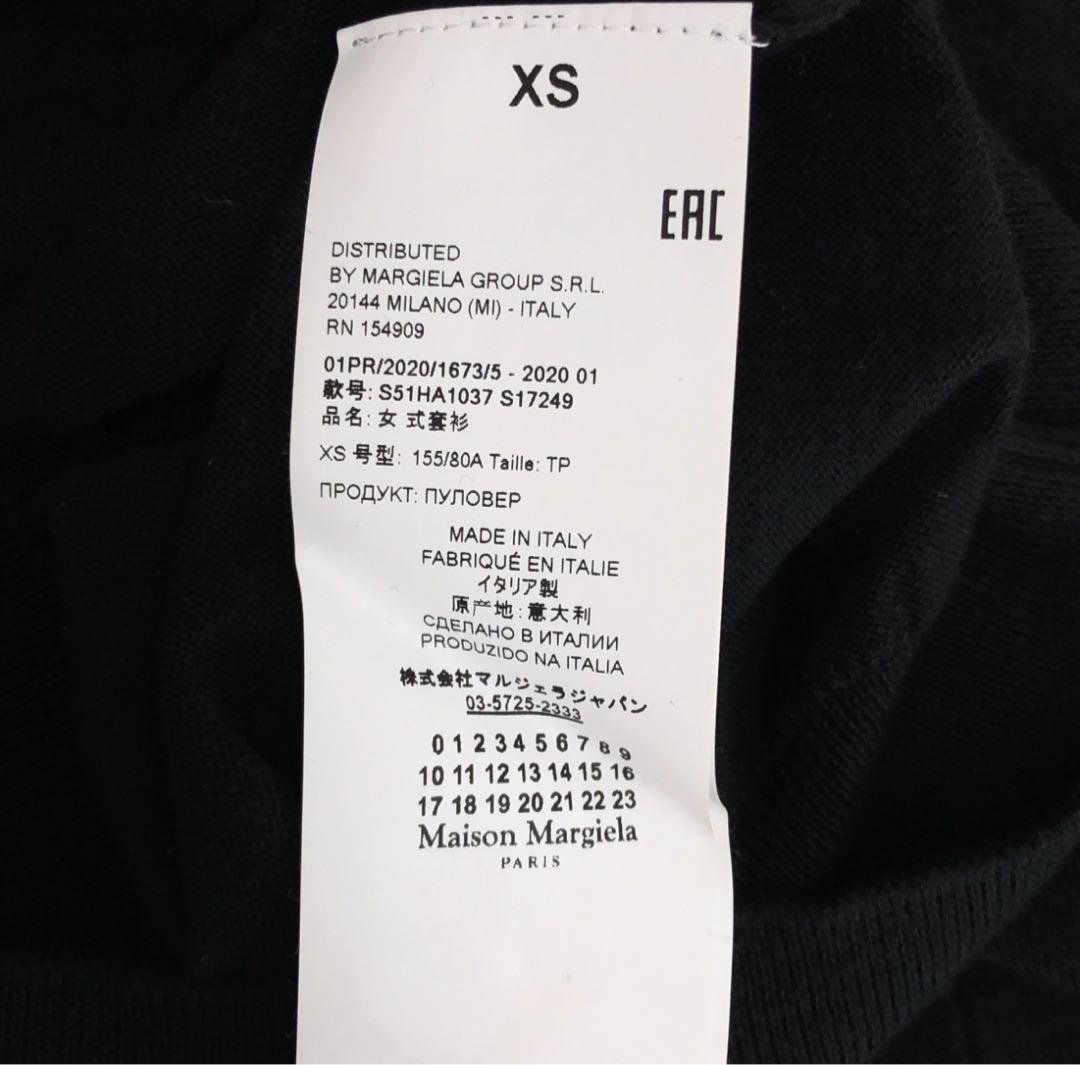 XS
EAC
DISTRIBUTED
BY MARGIELA GROUP S.R.L.
20144 MILANO (MI) - ITALY
RN 154909
01PR/2020/1673/5 - 2020 01
款号: S51HA1037 S17249
品名: 女 式套衫
XS 号型: 155/80A Taille: TP
ПРОДУКТ: ПУЛОВЕР
MADE IN ITALY
FABRIQUÉ EN ITALIE
イタリア製
原产地: 意大利
СДЕЛАНО В ИТАЛИИ
PRODUZIDO NA ITALIA
株式会社マルジェラジャパン
03-5725-2333
0 1 2 3 4 5 6 7 8 9
10 11 12 13 14 15 16
17 18 19 20 21 22 23
Maison Margiela
PARIS